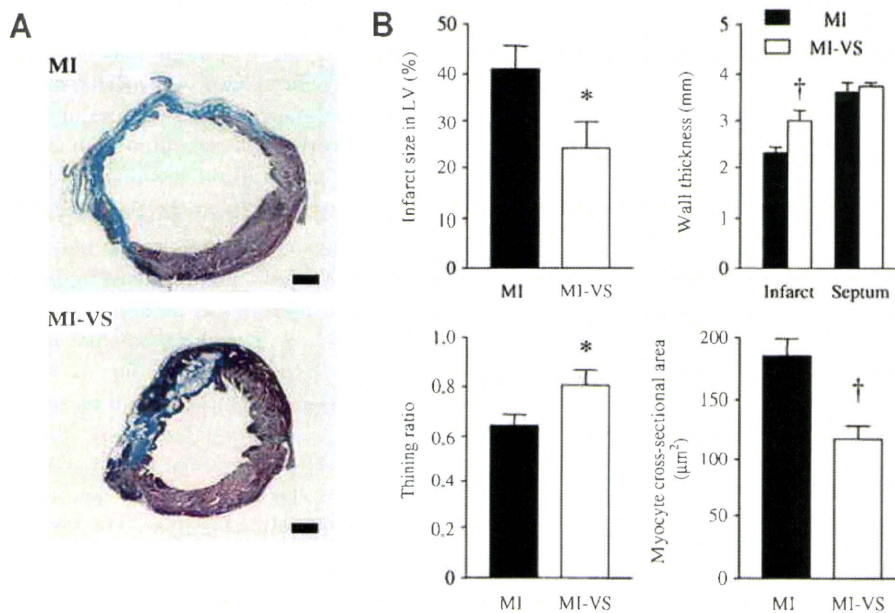 A
MI
MI-VS
B
Infarct size in LV (%)
50
40
30
20
10
0
*
MI
MI-VS
MI
MI-VS
Wall thickness (mm)
5
4
3
2
1
0
†
Infarct
Septum
Thining ratio
1.0
0.8
0.6
0.4
0.2
0
*
MI
MI-VS
Myocyte cross-sectional area
(μm²)
200
150
100
50
0
†
MI
MI-VS